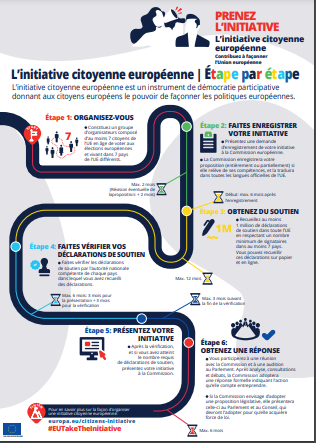 PRENEZ
L'INITIATIVE
L'initiative citoyenne
européenne
Contribuez à façonner
l'Union européenne
L'initiative citoyenne européenne | Étape par étape
L'initiative citoyenne européenne est un instrument de démocratie participative
donnant aux citoyens européens le pouvoir de façonner les politiques européennes.
Étape 1: ORGANISEZ-VOUS
Constituez un groupe
d'organisateurs composé
d'au moins 7 citoyens de
l'UE en âge de voter aux
élections européennes
et vivant dans 7 pays
de l'UE différents.
7
Étape 2: FAITES ENREGISTRER
VOTRE INITIATIVE
Présentez une demande
d'enregistrement de votre initiative
à la Commission européenne.
La Commission enregistre votre
proposition (entièrement ou partiellement) si
elle relève de ses compétences, et la traduira
dans toutes les langues officielles de l'UE.
Max. 2 mois
Début: max. 6 mois après
l'enregistrement
Étape 3: OBTENEZ DU SOUTIEN
1M
Recueillez au moins
1 million de déclarations
de soutien dans toute l'UE
en respectant un nombre
minimum de signataires
dans au moins 7 pays.
Vous pouvez recueillir
ces déclarations sur papier
et en ligne.
Max. 12 mois
Étape 4: FAITES VÉRIFIER VOS
DÉCLARATIONS DE SOUTIEN
Faites vérifier les déclarations
de soutien par l'autorité nationale
compétente de chaque pays
dans lequel vous avez recueilli
des déclarations.
Max. 6 mois: 3 mois pour
la présentation + 3 mois
pour la vérification
Max. 3 mois suivant
la fin de la vérification
Étape 5: PRÉSENTEZ VOTRE
INITIATIVE
Après la vérification,
et si vous avez atteint
le nombre requis
de déclarations de soutien,
présentez votre initiative
à la Commission.
Étape 6:
OBTENEZ UNE RÉPONSE
Vous participerez à une réunion
avec la Commission et à une audition
au Parlement. Après analyse, consultations
et débats, la Commission adoptera
une réponse formelle indiquant l'action
qu'elle compte entreprendre.
Si la Commission envisage d'adopter
une proposition législative, elle présentera
celle-ci au Parlement et au Conseil, qui
devront l'adopter pour qu'elle acquière
force de loi.
Max. 6 mois
Pour en savoir plus sur la façon d'organiser
une initiative citoyenne européenne
europa.eu/citizens-initiative
#EUTakeTheInitiative